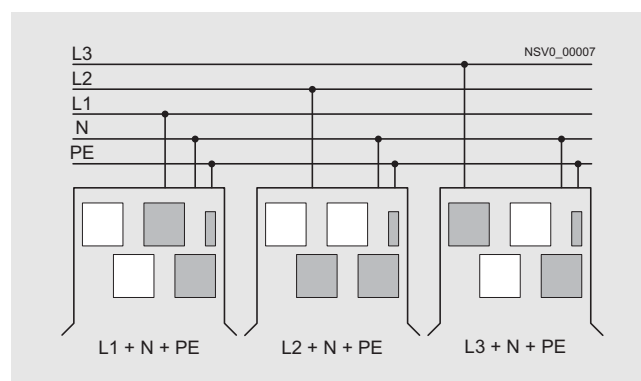 L3
NSV0_00007
L2
L1
N
PE
L1 + N + PE
L2 + N + PE
L3 + N + PE